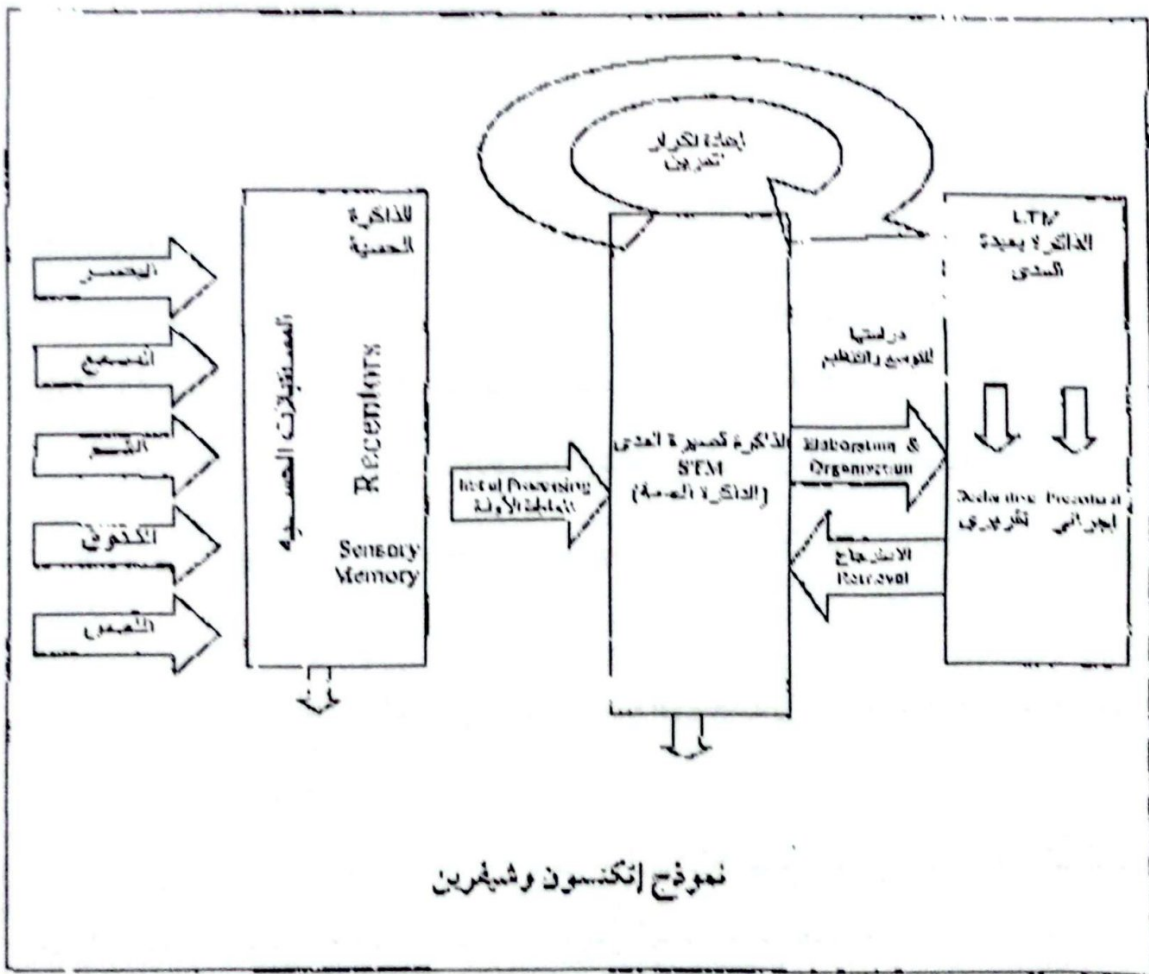 إعادة تكرار
تمرين
الذاكرة
الحسية
LTM
الذاكرة بعيدة
المدى
البصر
السمع
الشم
التذوق
اللمس
المستقبلات الحسية
Receptors
Sensory
Memory
Initial Processing
المعالجة الأولية
الذاكرة قصيرة المدى
STM
(الذاكرة العاملة)
دراستها
للتوسيع والتنظيم
Elaboration &
Organization
الاسترجاع
Retrieval
Declarative Procedural
إجرائي تقريري
نموذج إتكنسون وشيفرين